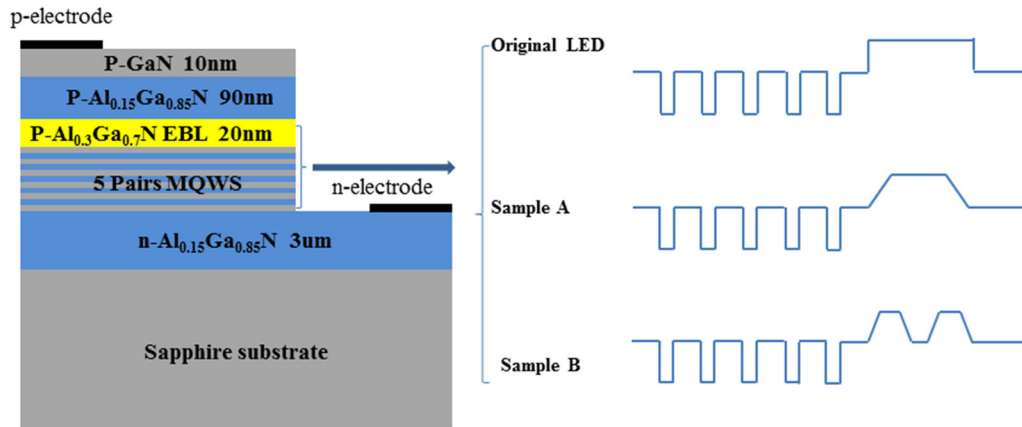 p-electrode
P-GaN 10nm
P-Al0.15Ga0.85N 90nm
P-Al0.3Ga0.7N EBL 20nm
5 Pairs MQWS
n-electrode
n-Al0.15Ga0.85N 3um
Sapphire substrate
Original LED
Sample A
Sample B